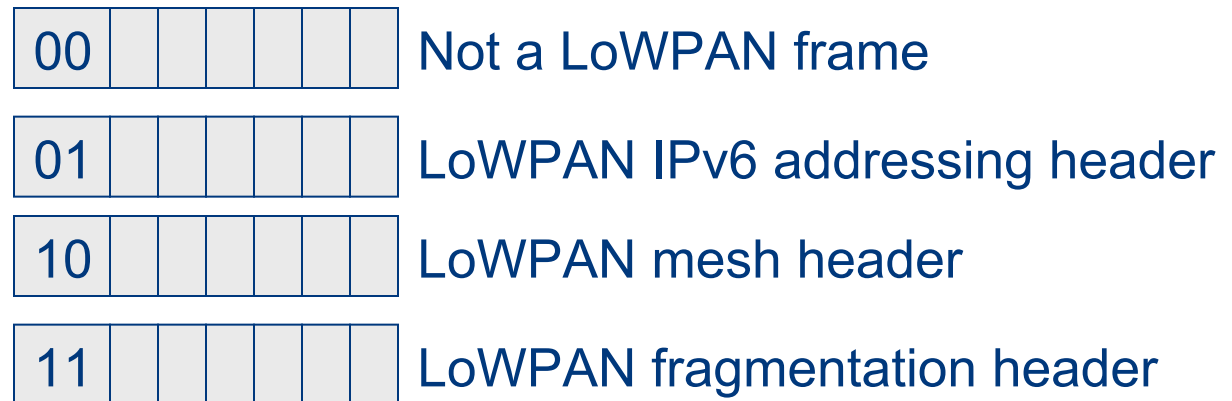 00 Not a LoWPAN frame
01 LoWPAN IPv6 addressing header
10 LoWPAN mesh header
11 LoWPAN fragmentation header